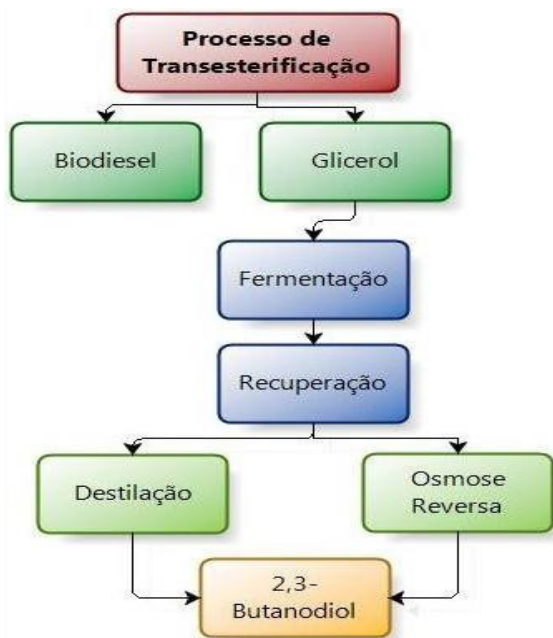 Processo de
Transesterificação
Biodiesel
Glicerol
Fermentação
Recuperação
Destilação
Osmose
Reversa
2,3-
Butanodiol